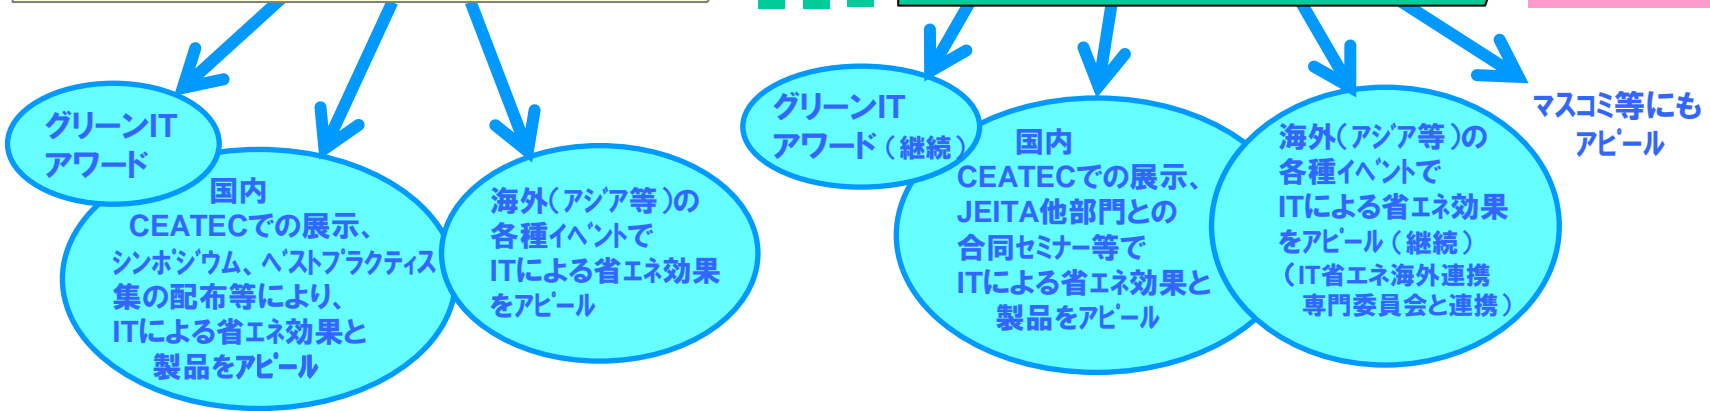 グリーンIT
アワード
国内
CEATECでの展示、
シンポジウム、ベストプラクティス
集の配布等により、
ITによる省エネ効果と
製品をアピール
海外(アジア等)の
各種イベントで
ITによる省エネ効果
をアピール
グリーンIT
アワード(継続)
国内
CEATECでの展示、
JEITA他部門との
合同セミナー等で
ITによる省エネ効果と
製品をアピール
海外(アジア等)の
各種イベントで
ITによる省エネ効果
をアピール(継続)
(IT省エネ海外連携
専門委員会と連携)
マスコミ等にも
アピール